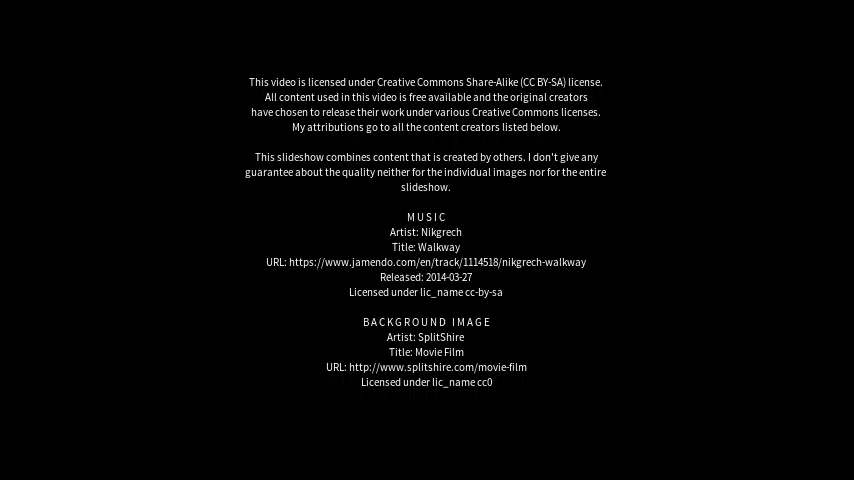 This video is licensed under Creative Commons Share-Alike (CC BY-SA) license.
All content used in this video is free available and the original creators
have chosen to release their work under various Creative Commons licenses.
My attributions go to all the content creators listed below.
This slideshow combines content that is created by others. I don't give any
guarantee about the quality neither for the individual images nor for the entire
slideshow.
M U S I C
Artist: Nikgrech
Title: Walkway
URL: https://www.jamendo.com/en/track/1114518/nikgrech-walkway
Released: 2014-03-27
Licensed under lic_name cc-by-sa
B A C K G R O U N D  I M A G E
Artist: SplitShire
Title: Movie Film
URL: http://www.splitshire.com/movie-film
Licensed under lic_name cc0